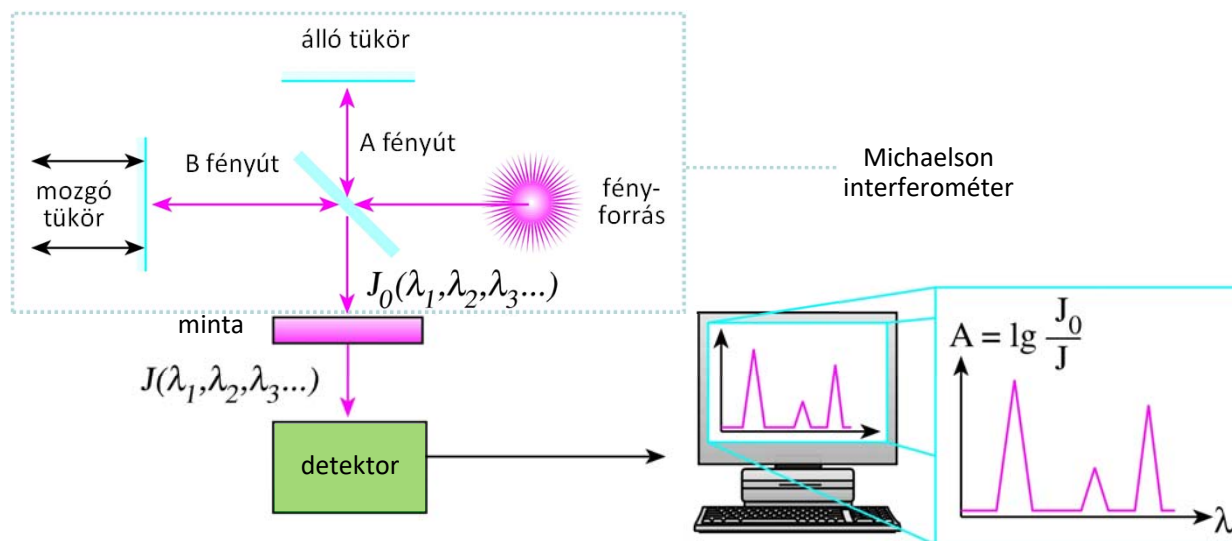 álló tükör
A fényút
B fényút
mozgó
tükör
fény-
forrás
Michaelson
interferométer
J₀(λ₁,λ₂,λ₃...)
minta
J(λ₁,λ₂,λ₃...)
detektor
A = lg J₀/J
λ